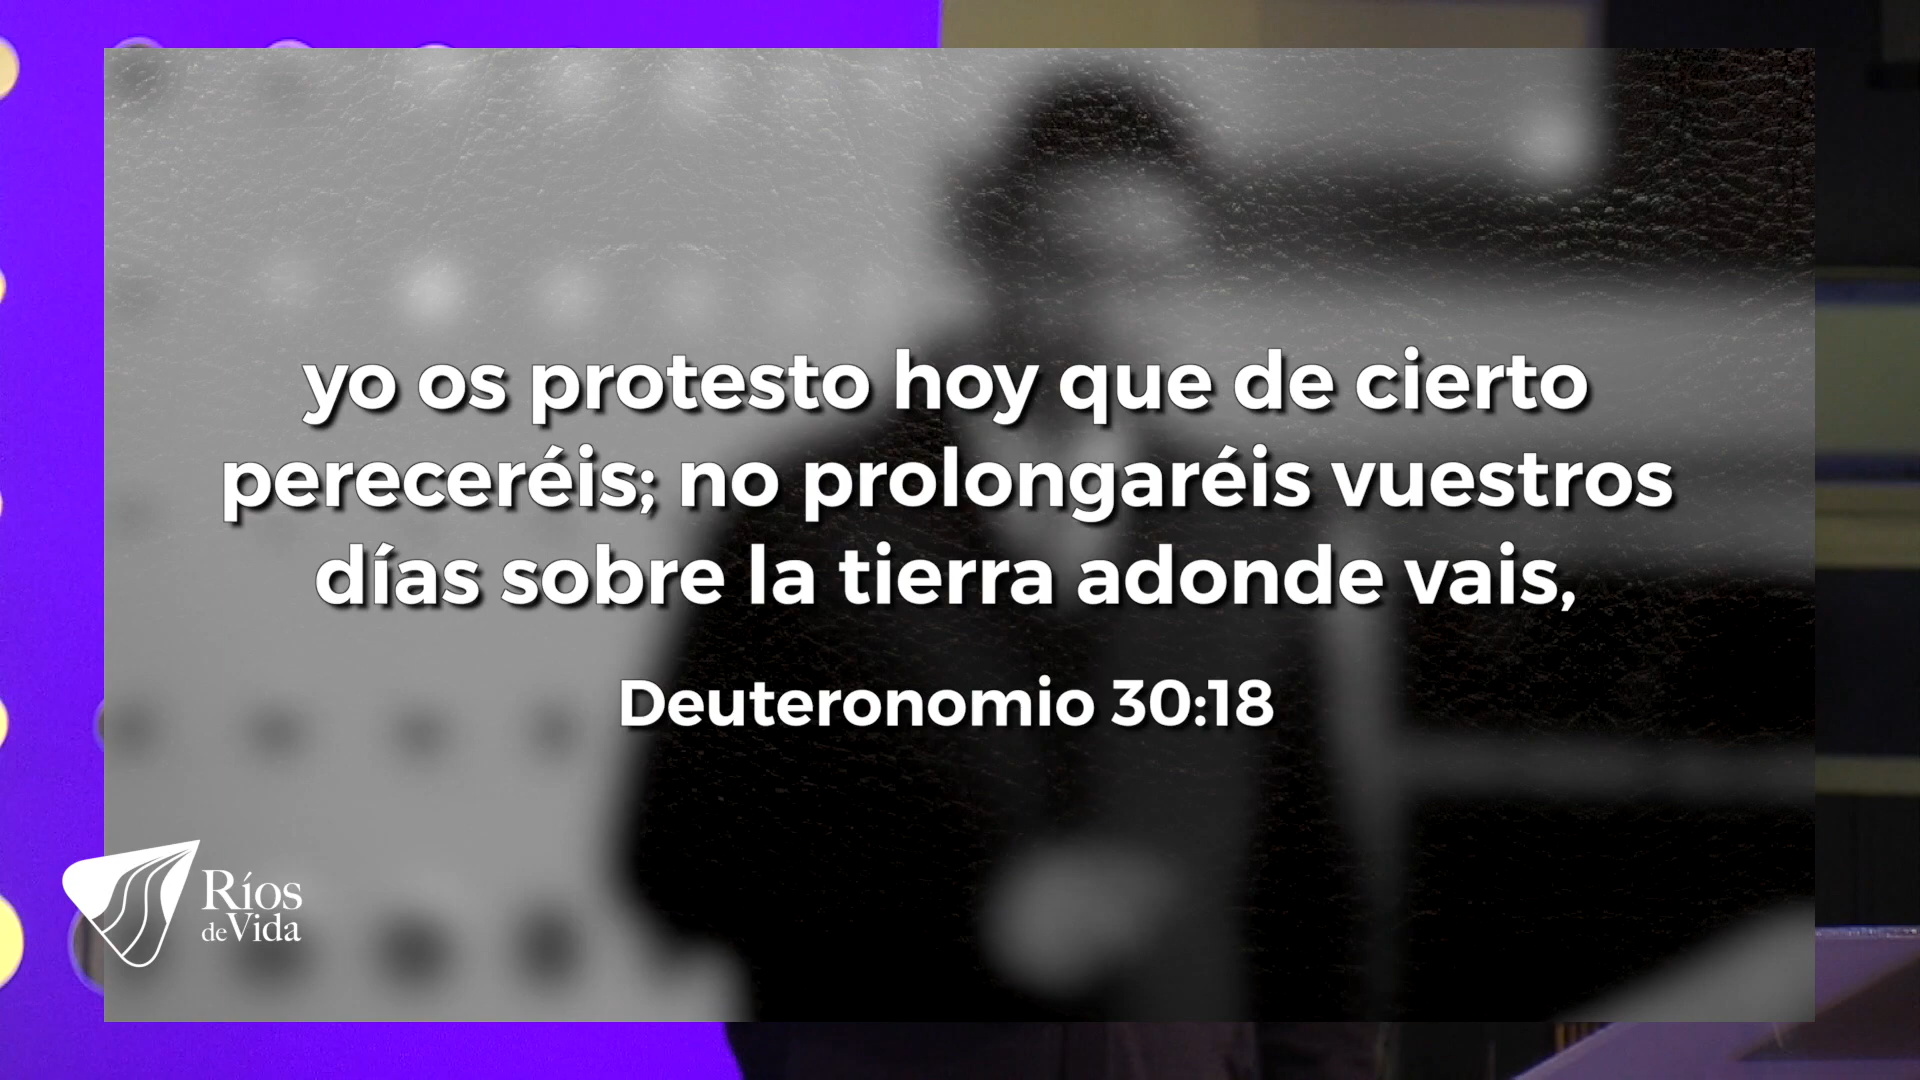 yo os protesto hoy que de cierto
pereceréis; no prolongaréis vuestros
días sobre la tierra adonde vais,
Deuteronomio 30:18
Ríos
de Vida